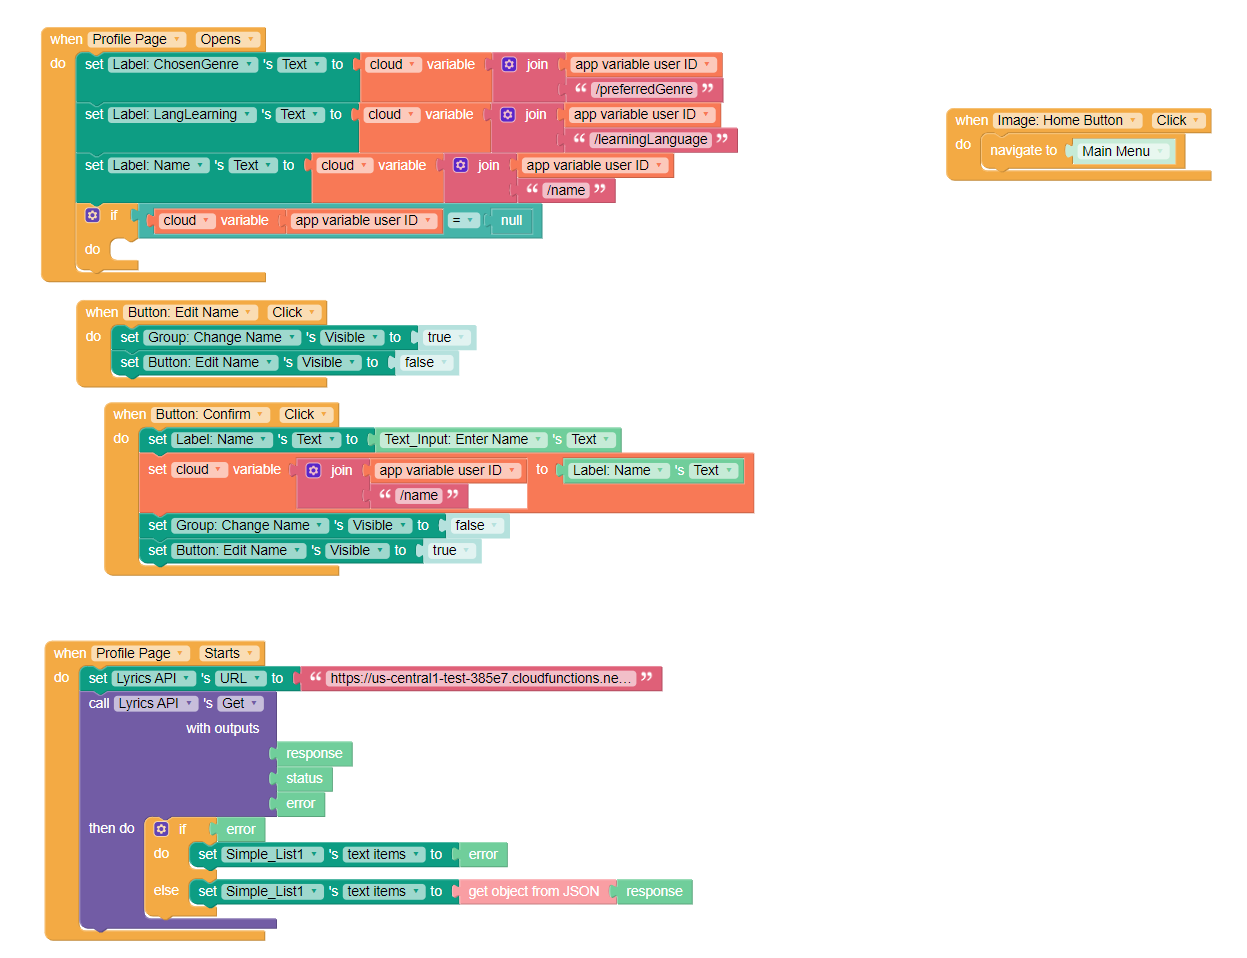 when Profile Page Opens
do set Label: ChosenGenre 's Text to cloud variable join app variable user ID
“ /preferredGenre ”
set Label: LangLearning 's Text to cloud variable join app variable user ID
“ /learningLanguage ”
set Label: Name 's Text to cloud variable join app variable user ID
“ /name ”
if cloud variable app variable user ID = null
do
when Image: Home Button Click
do navigate to Main Menu
when Button: Edit Name Click
do set Group: Change Name 's Visible to true
set Button: Edit Name 's Visible to false
when Button: Confirm Click
do set Label: Name 's Text to Text_Input: Enter Name 's Text
set cloud variable join app variable user ID to Label: Name 's Text
“ /name ”
set Group: Change Name 's Visible to false
set Button: Edit Name 's Visible to true
when Profile Page Starts
do set Lyrics API 's URL to “ https://us-central1-test-385e7.cloudfunctions.ne... ”
call Lyrics API 's Get
with outputs
response
status
error
then do if error
do set Simple_List1 's text items to error
else set Simple_List1 's text items to get object from JSON response